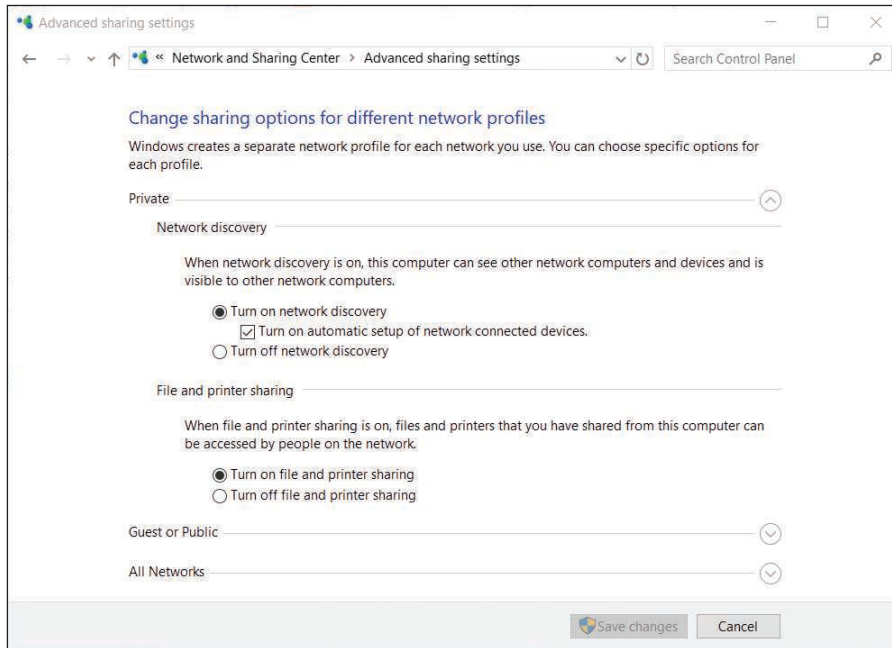 Advanced sharing settings
« Network and Sharing Center > Advanced sharing settings
Search Control Panel
Change sharing options for different network profiles
Windows creates a separate network profile for each network you use. You can choose specific options for
each profile.
Private
Network discovery
When network discovery is on, this computer can see other network computers and devices and is
visible to other network computers.
Turn on network discovery
Turn on automatic setup of network connected devices.
Turn off network discovery
File and printer sharing
When file and printer sharing is on, files and printers that you have shared from this computer can
be accessed by people on the network.
Turn on file and printer sharing
Turn off file and printer sharing
Guest or Public
All Networks
Save changes
Cancel